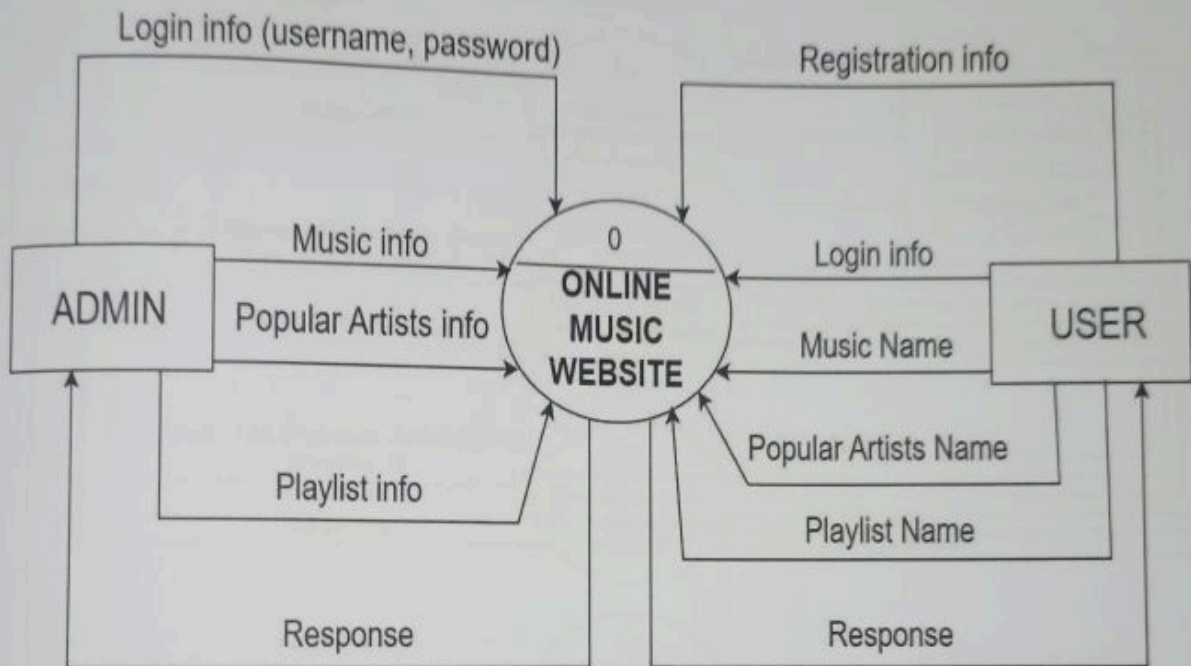 Login info (username, password)
Registration info
Music info
0
Login info
ADMIN
ONLINE
MUSIC
WEBSITE
USER
Popular Artists info
Music Name
Popular Artists Name
Playlist info
Playlist Name
Response
Response